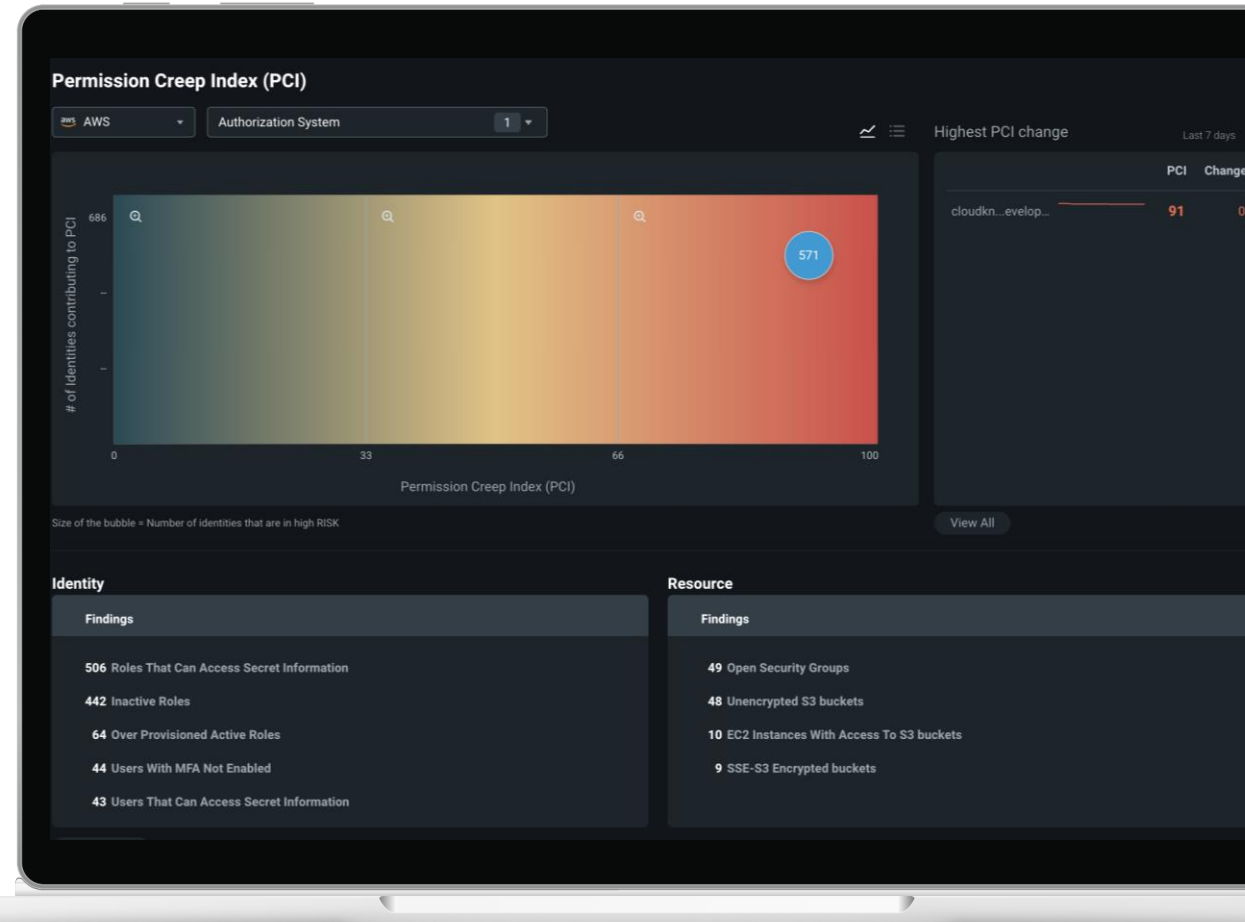 Permission Creep Index (PCI)
aws AWS
Authorization System 1
Highest PCI change
Last 7 days
PCI Change
cloudkn...evelop... 91 0
686
571
# of Identities contributing to PCI
0 33 66 100
Permission Creep Index (PCI)
Size of the bubble = Number of identities that are in high RISK
View All
Identity
Findings
506 Roles That Can Access Secret Information
442 Inactive Roles
64 Over Provisioned Active Roles
44 Users With MFA Not Enabled
43 Users That Can Access Secret Information
Resource
Findings
49 Open Security Groups
48 Unencrypted S3 buckets
10 EC2 Instances With Access To S3 buckets
9 SSE-S3 Encrypted buckets